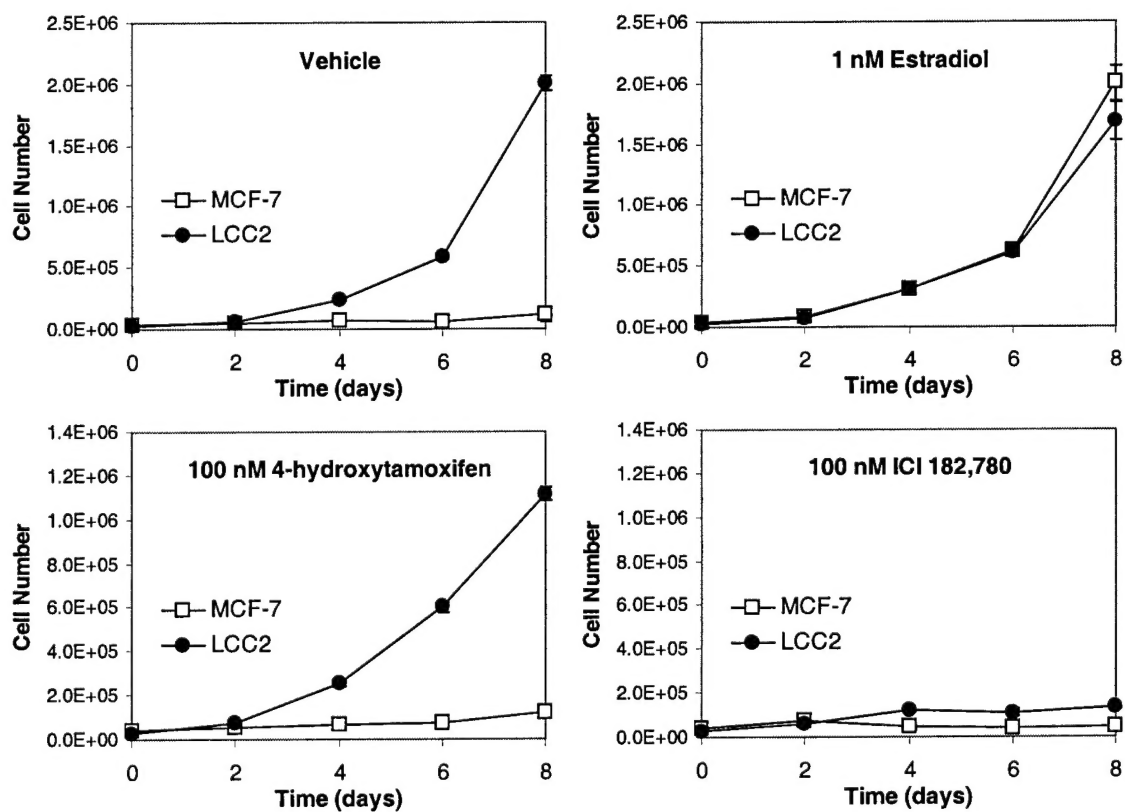 Vehicle
Cell Number
2.5E+06
2.0E+06
1.5E+06
1.0E+06
5.0E+05
0.0E+00
MCF-7
LCC2
0 2 4 6 8
Time (days)
1 nM Estradiol
Cell Number
2.5E+06
2.0E+06
1.5E+06
1.0E+06
5.0E+05
0.0E+00
MCF-7
LCC2
0 2 4 6 8
Time (days)
100 nM 4-hydroxytamoxifen
Cell Number
1.4E+06
1.2E+06
1.0E+06
8.0E+05
6.0E+05
4.0E+05
2.0E+05
0.0E+00
MCF-7
LCC2
0 2 4 6 8
Time (days)
100 nM ICI 182,780
Cell Number
1.4E+06
1.2E+06
1.0E+06
8.0E+05
6.0E+05
4.0E+05
2.0E+05
0.0E+00
MCF-7
LCC2
0 2 4 6 8
Time (days)